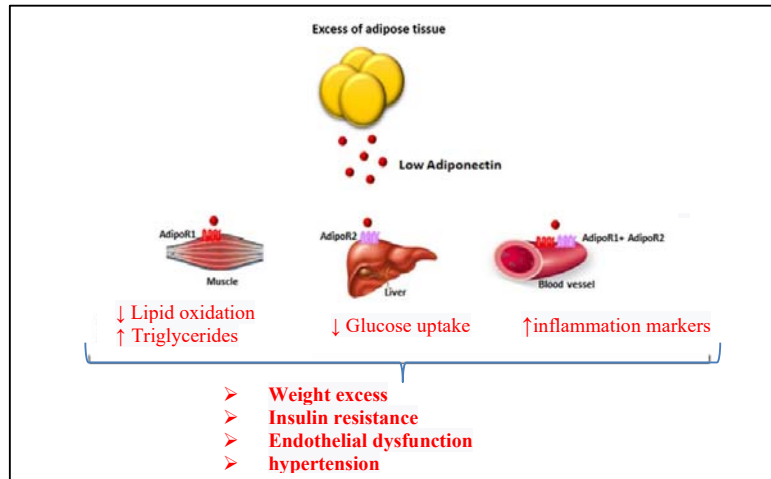 Excess of adipose tissue
Low Adiponectin
AdipoR1
Muscle
AdipoR2
Liver
AdipoR1+ AdipoR2
Blood vessel
↓ Lipid oxidation
↑ Triglycerides
↓ Glucose uptake
↑inflammation markers
➢ Weight excess
➢ Insulin resistance
➢ Endothelial dysfunction
➢ hypertension